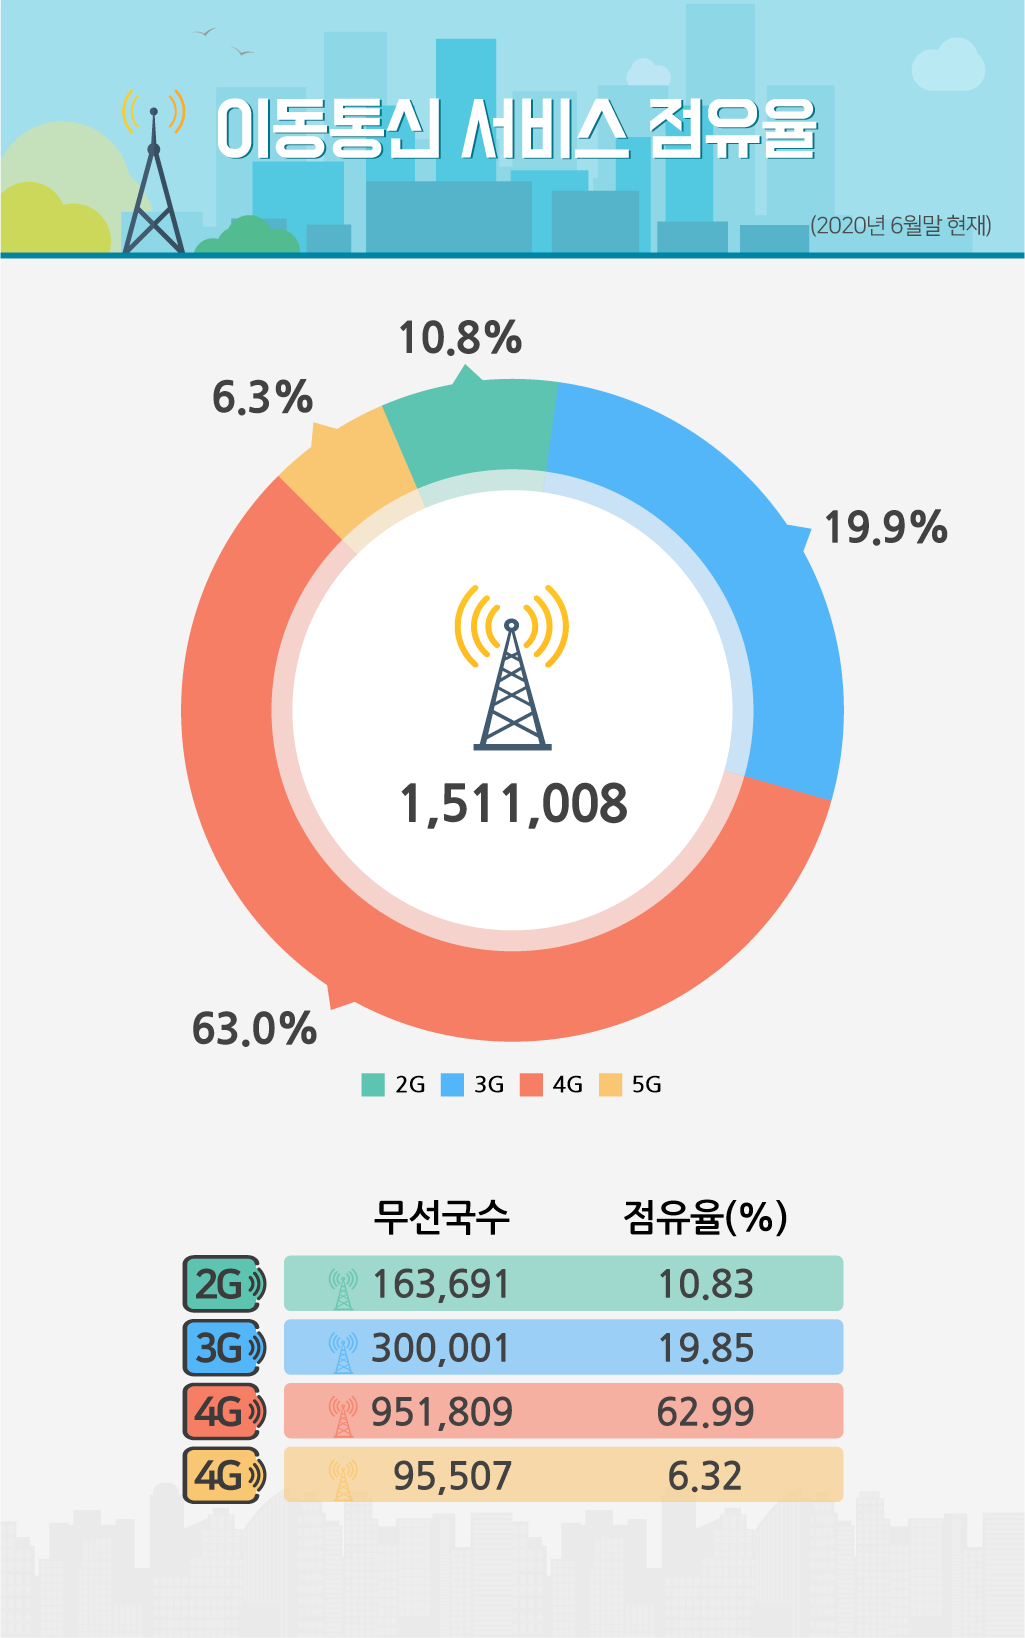 이동통신 서비스 점유율
(2020년 6월말 현재)
10.8%
6.3%
19.9%
1,511,008
63.0%
2G 3G 4G 5G
무선국수 점유율(%)
2G 163,691 10.83
3G 300,001 19.85
4G 951,809 62.99
4G 95,507 6.32